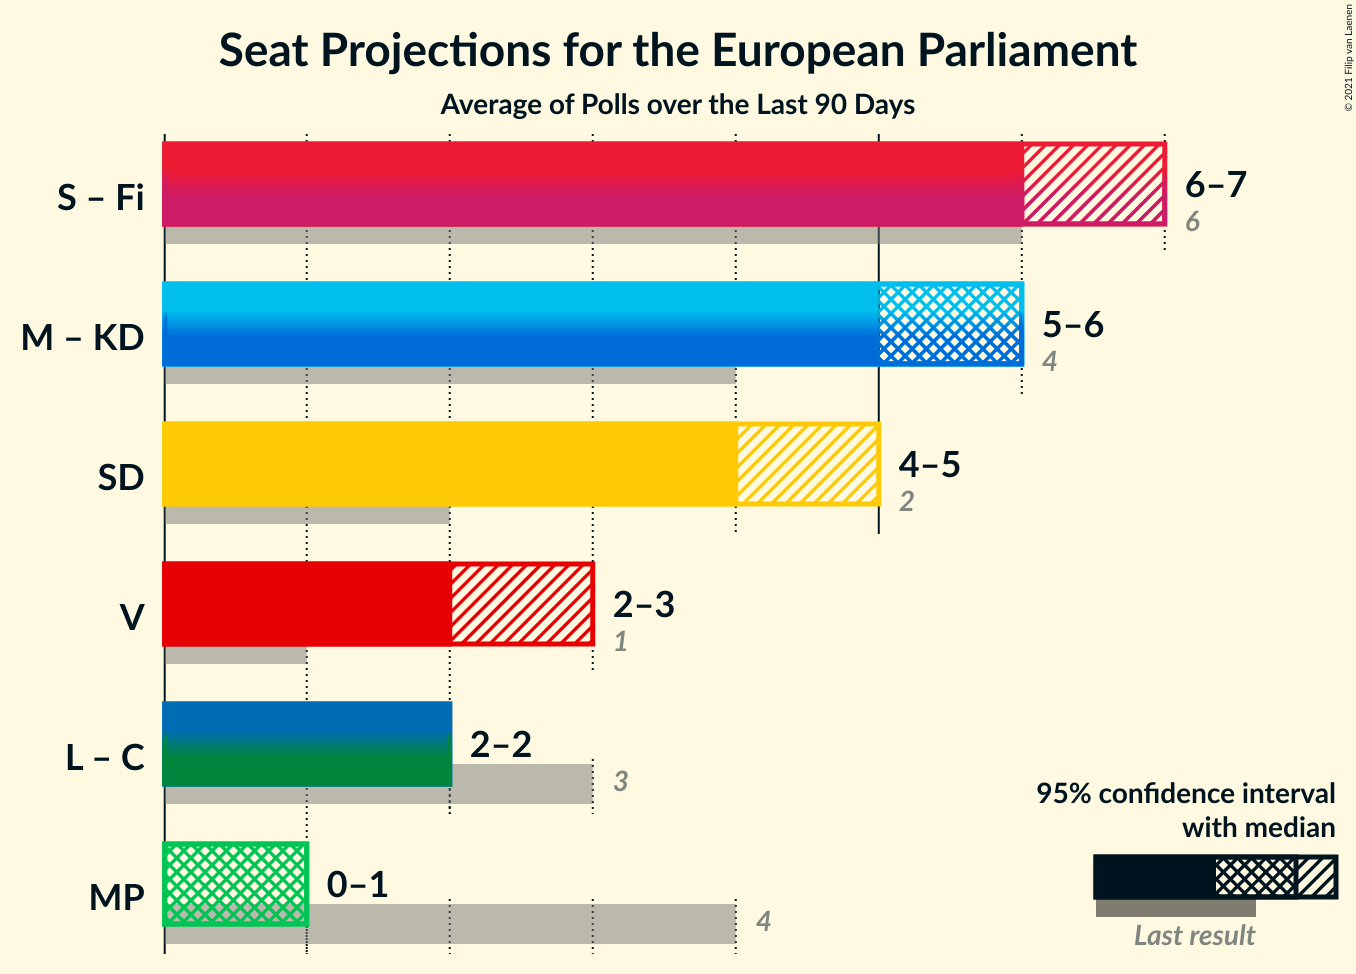 Seat Projections for the European Parliament
Average of Polls over the Last 90 Days
© 2021 Filip van Laenen
S – Fi
6–7
6
M – KD
5–6
4
SD
4–5
2
V
2–3
1
L – C
2–2
3
MP
0–1
4
95% confidence interval
with median
Last result